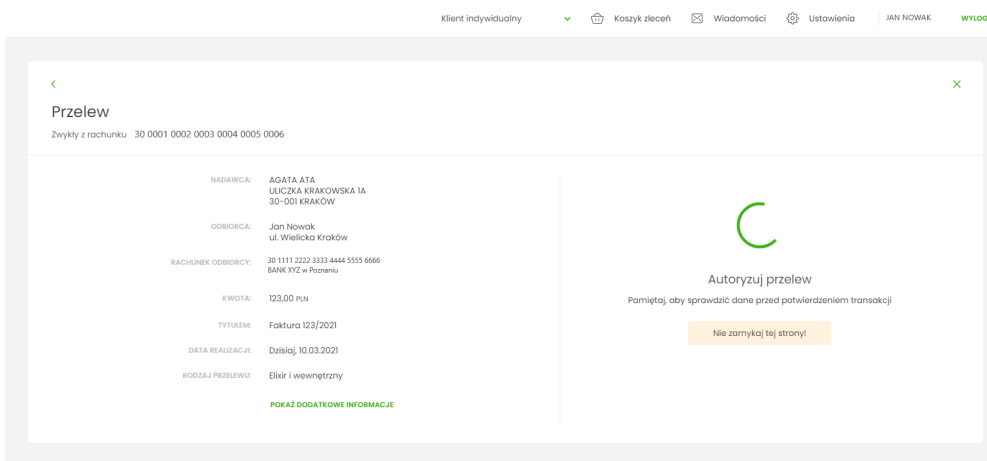 Klient indywidualny Koszyk zleceń Wiadomości Ustawienia JAN NOWAK WYLOG
Przelew
Zwykły z rachunku 30 0001 0002 0003 0004 0005 0006
NADAWCA: AGATA ATA
ULICZKA KRAKOWSKA 1A
30-001 KRAKÓW
ODBIORCA: Jan Nowak
ul. Wielicka Kraków
RACHUNEK ODBIORCY: 30 1111 2222 3333 4444 5555 6666
BANK XYZ w Poznaniu
KWOTA: 123,00 PLN
TYTUŁEM: Faktura 123/2021
DATA REALIZACJI: Dzisiaj, 10.03.2021
RODZAJ PRZELEWU: Elixir i wewnętrzny
POKAŻ DODATKOWE INFORMACJE
Autoryzuj przelew
Pamiętaj, aby sprawdzić dane przed potwierdzeniem transakcji
Nie zamykaj tej strony!